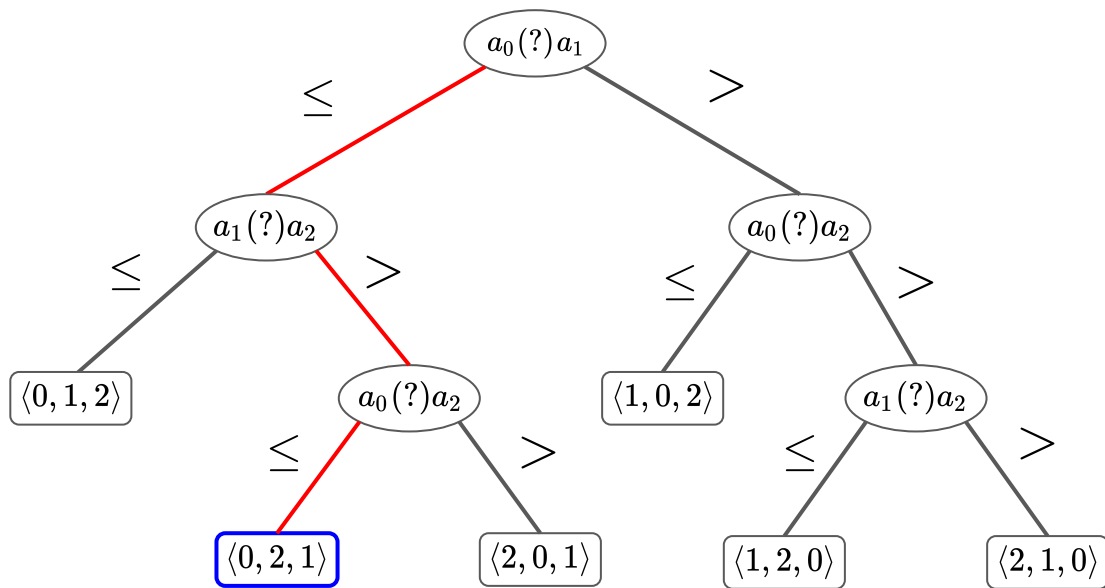 a₀(?)a₁
≤ >
a₁(?)a₂ a₀(?)a₂
≤ > ≤ >
⟨0, 1, 2⟩ a₀(?)a₂ ⟨1, 0, 2⟩ a₁(?)a₂
≤ > ≤ >
⟨0, 2, 1⟩ ⟨2, 0, 1⟩ ⟨1, 2, 0⟩ ⟨2, 1, 0⟩